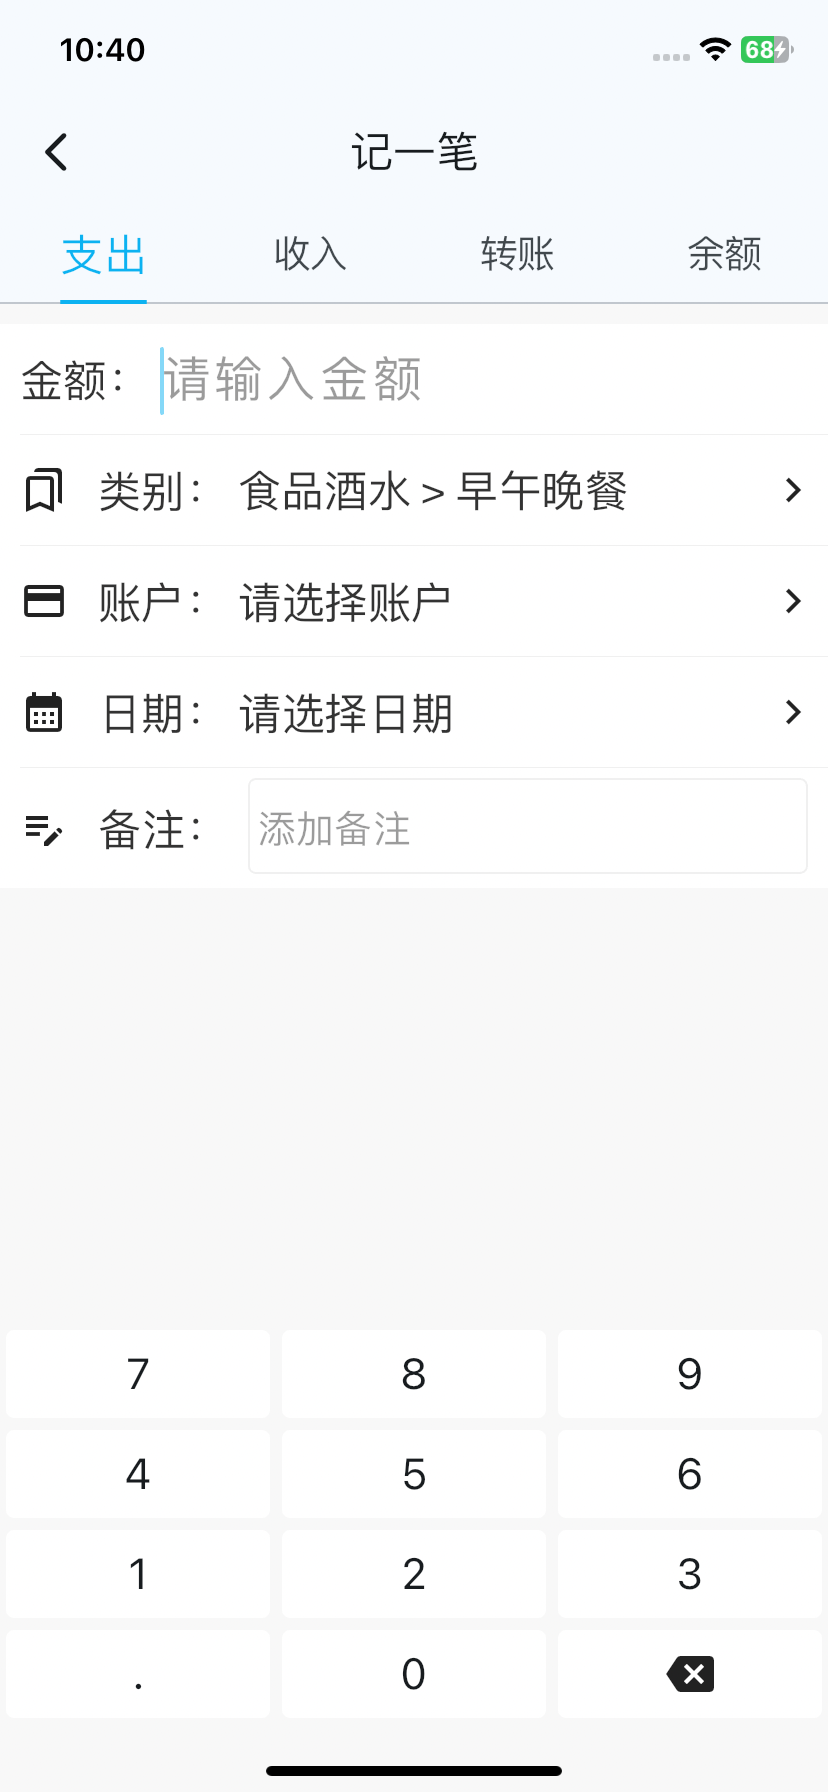 10:40
68
记一笔
支出 收入 转账 余额
金额： 请输入金额
类别： 食品酒水 > 早午晚餐
账户： 请选择账户
日期： 请选择日期
备注： 添加备注
7 8 9
4 5 6
1 2 3
. 0